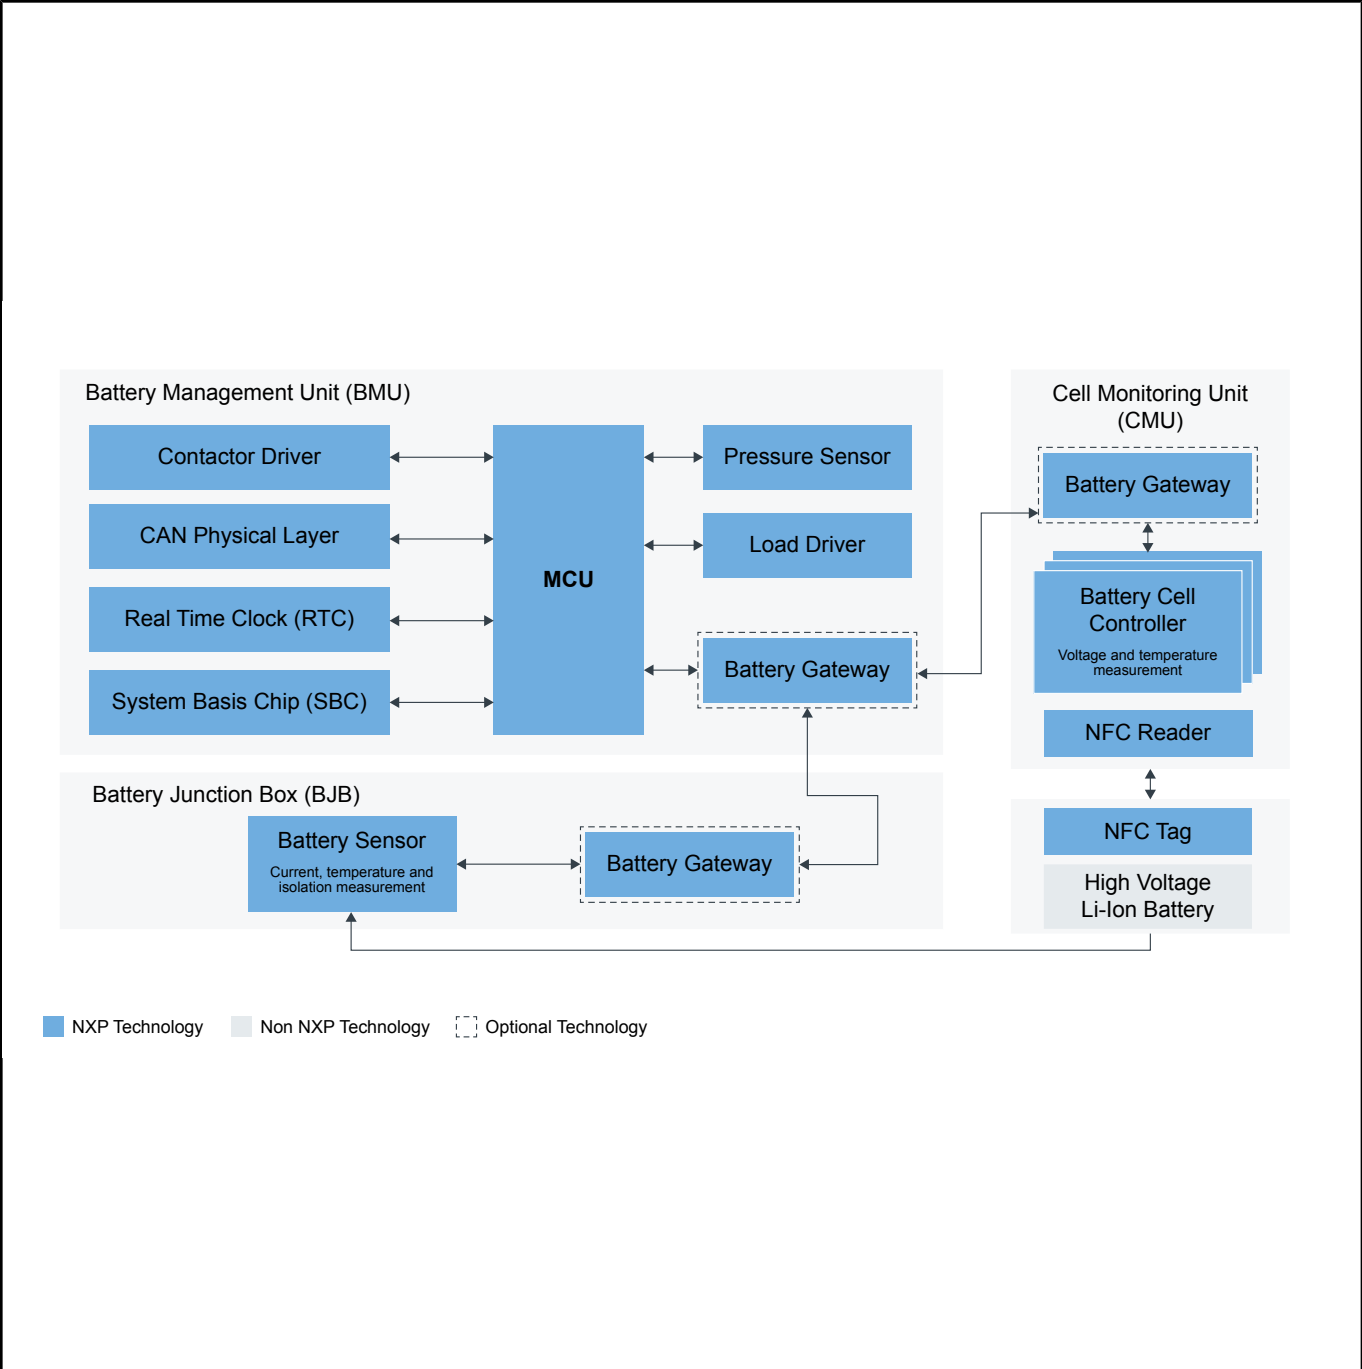 Battery Management Unit (BMU)
Contactor Driver
CAN Physical Layer
Real Time Clock (RTC)
System Basis Chip (SBC)
MCU
Pressure Sensor
Load Driver
Battery Gateway
Cell Monitoring Unit
(CMU)
Battery Gateway
Battery Cell
Controller
Voltage and temperature
measurement
NFC Reader
Battery Junction Box (BJB)
Battery Sensor
Current, temperature and
isolation measurement
Battery Gateway
NFC Tag
High Voltage
Li-Ion Battery
NXP Technology
Non NXP Technology
Optional Technology